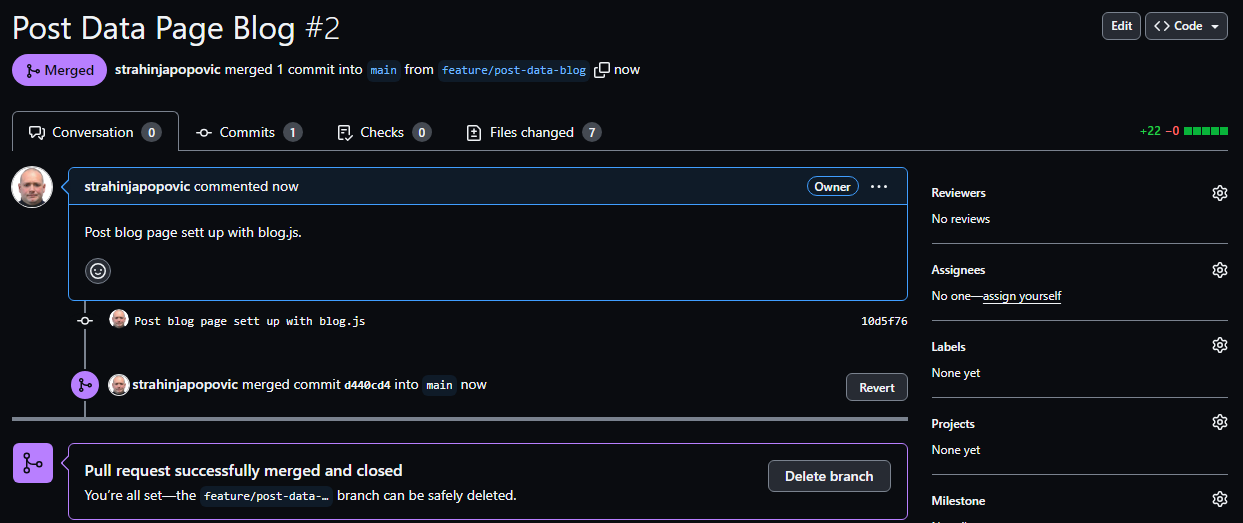 Post Data Page Blog #2
Edit
Code
Merged
strahinjapopovic merged 1 commit into main from feature/post-data-blog now
Conversation 0
Commits 1
Checks 0
Files changed 7
+22 −0
strahinjapopovic commented now
Owner
Post blog page sett up with blog.js.
Post blog page sett up with blog.js
10d5f76
strahinjapopovic merged commit d440cd4 into main now
Revert
Pull request successfully merged and closed
You're all set—the feature/post-data-… branch can be safely deleted.
Delete branch
Reviewers
No reviews
Assignees
No one—assign yourself
Labels
None yet
Projects
None yet
Milestone